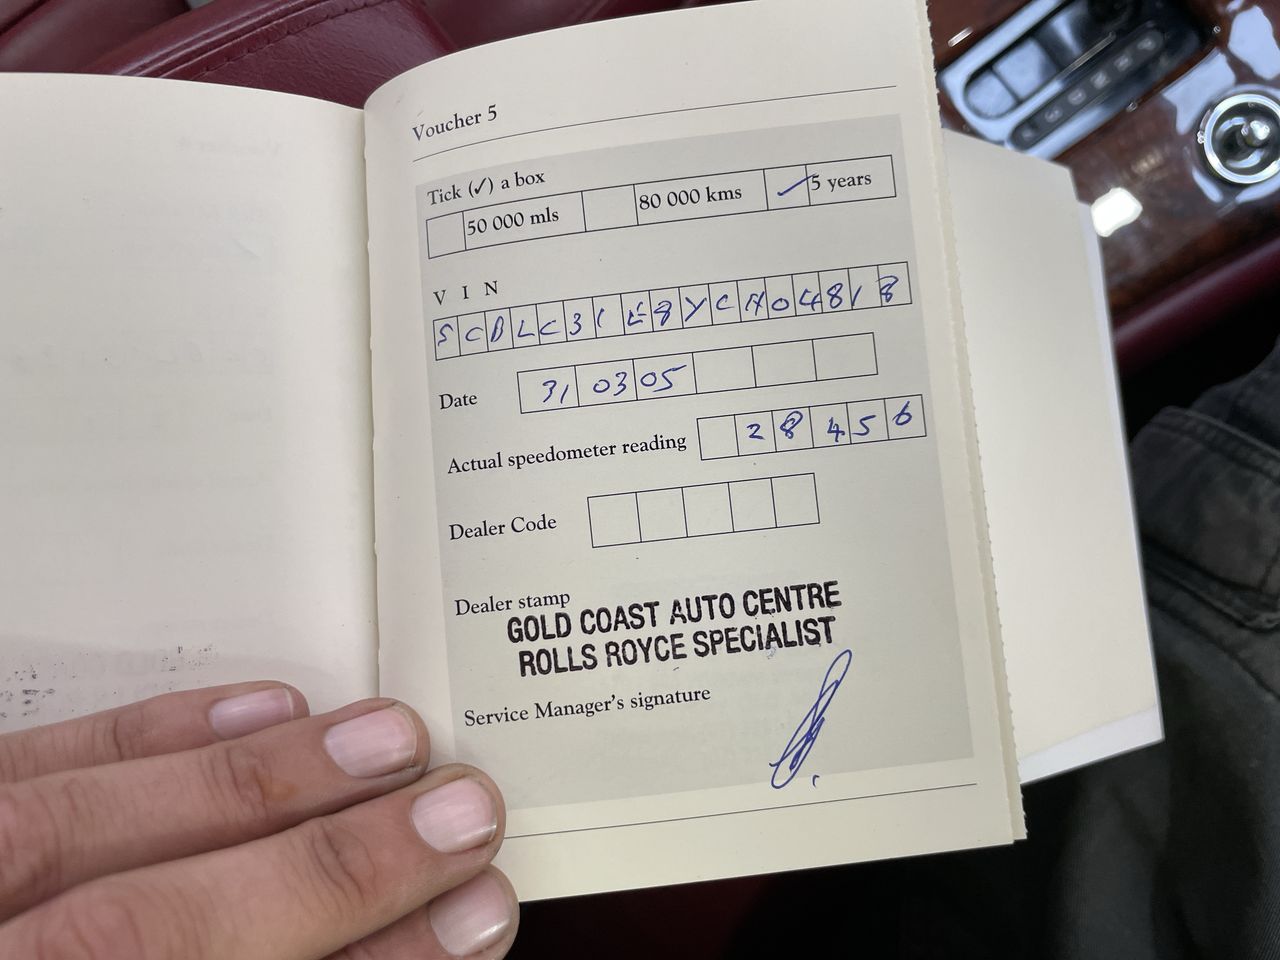 Voucher 5
Tick (✓) a box
50 000 mls 80 000 kms ✓ 5 years
V I N
SCBLC31E8YCH04818
Date 31 03 05
Actual speedometer reading 28456
Dealer Code
Dealer stamp
GOLD COAST AUTO CENTRE
ROLLS ROYCE SPECIALIST
Service Manager's signature